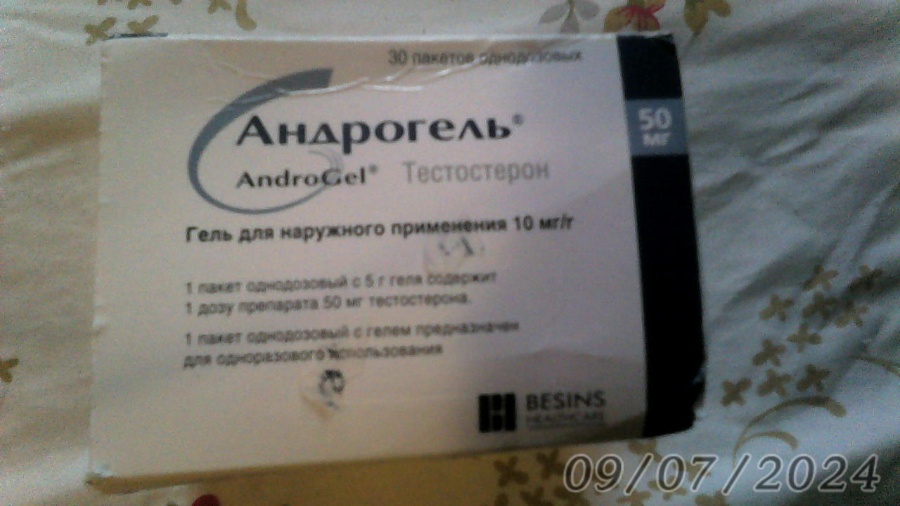 30 пакетов однодозовых
Андрогель®
50 мг
AndroGel® Тестостерон
Гель для наружного применения 10 мг/г
1 пакет однодозовый с 5 г геля содержит
1 дозу препарата 50 мг тестостерона.
1 пакет однодозовый с гелем предназначен
для одноразового использования
BESINS
HEALTHCARE
09/07/2024